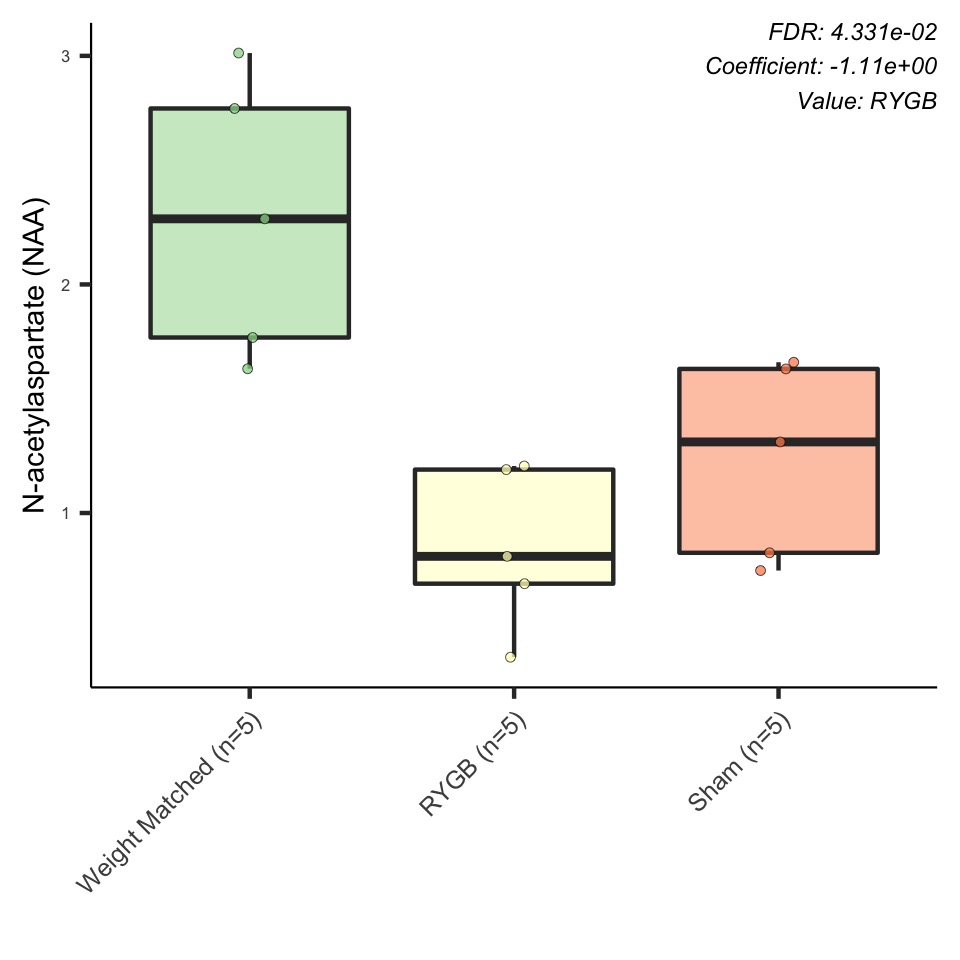 FDR: 4.331e-02
Coefficient: -1.11e+00
Value: RYGB
N-acetylaspartate (NAA)
3
2
1
Weight Matched (n=5)
RYGB (n=5)
Sham (n=5)